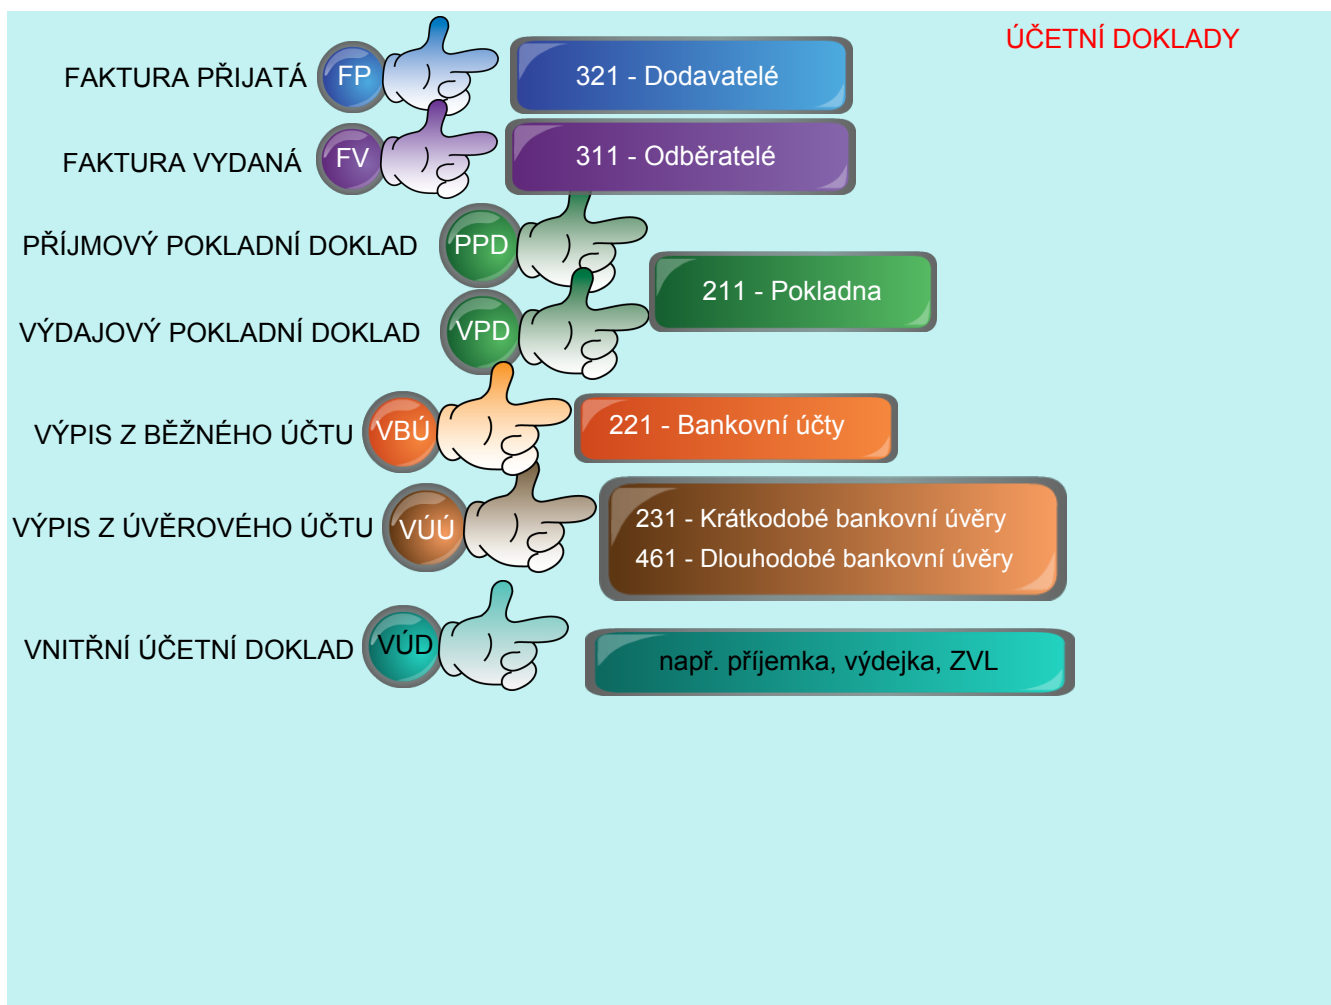 ÚČETNÍ DOKLADY
FAKTURA PŘIJATÁ FP 321 - Dodavatelé
FAKTURA VYDANÁ FV 311 - Odběratelé
PŘÍJMOVÝ POKLADNÍ DOKLAD PPD
211 - Pokladna
VÝDAJOVÝ POKLADNÍ DOKLAD VPD
VÝPIS Z BĚŽNÉHO ÚČTU VBÚ 221 - Bankovní účty
VÝPIS Z ÚVĚROVÉHO ÚČTU VÚÚ 231 - Krátkodobé bankovní úvěry
461 - Dlouhodobé bankovní úvěry
VNITŘNÍ ÚČETNÍ DOKLAD VÚD např. příjemka, výdejka, ZVL